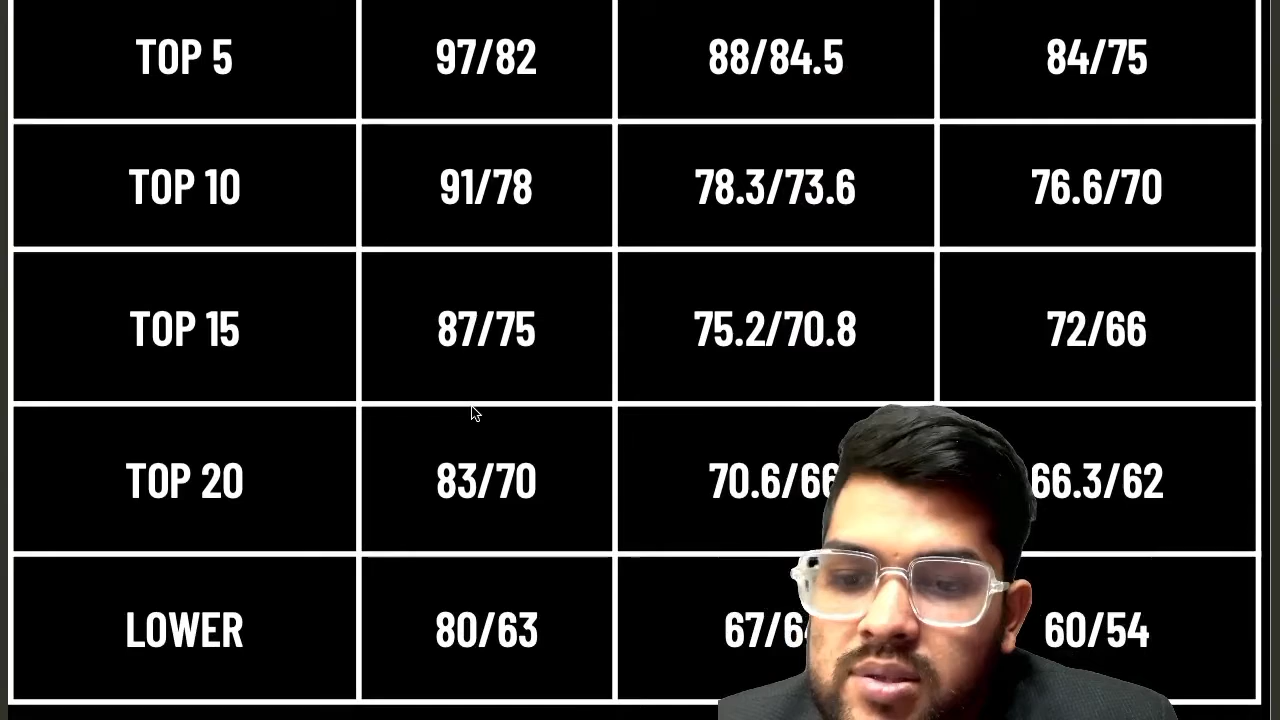 TOP 5 97/82 88/84.5 84/75
TOP 10 91/78 78.3/73.6 76.6/70
TOP 15 87/75 75.2/70.8 72/66
TOP 20 83/70 66.3/62
LOWER 80/63 60/54